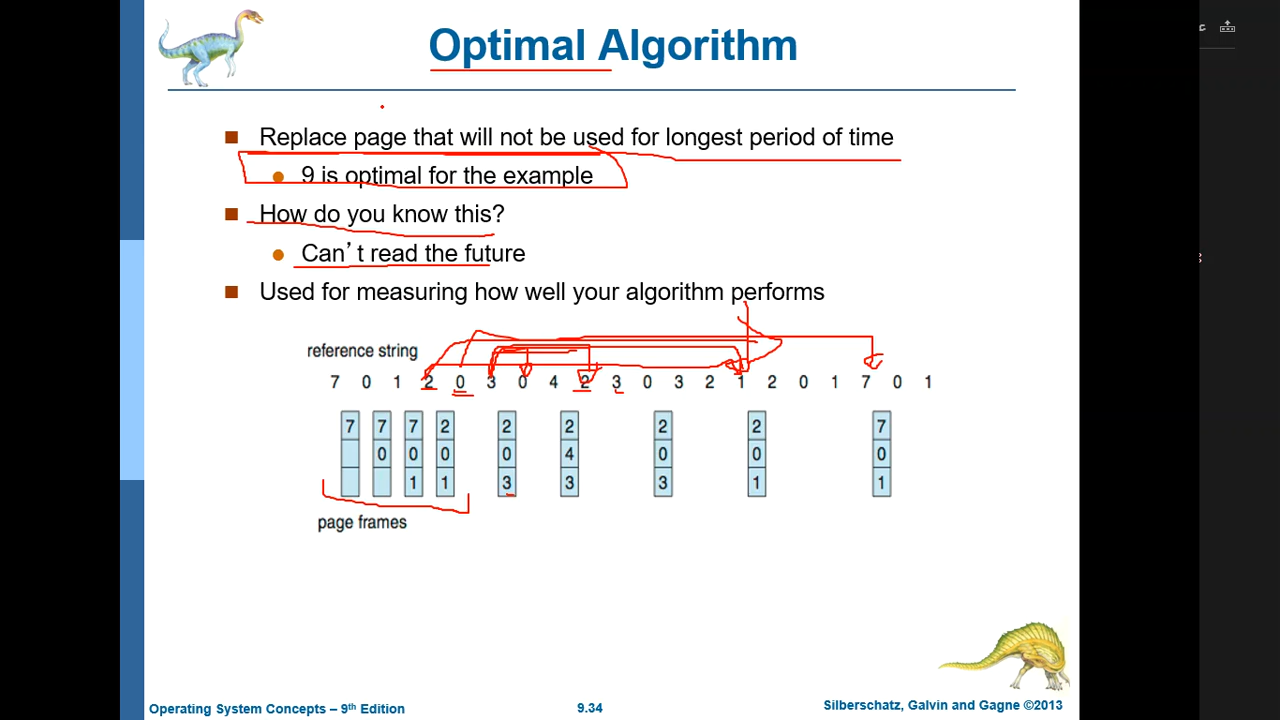 Optimal Algorithm
Replace page that will not be used for longest period of time
9 is optimal for the example
How do you know this?
Can't read the future
Used for measuring how well your algorithm performs
reference string
7 0 1 2 0 3 0 4 2 3 0 3 2 1 2 0 1 7 0 1
7 7 7 2 2 2 2 2 7
0 0 0 0 4 0 0 0
1 1 3 3 3 1 1
page frames
Operating System Concepts – 9th Edition
9.34
Silberschatz, Galvin and Gagne ©2013